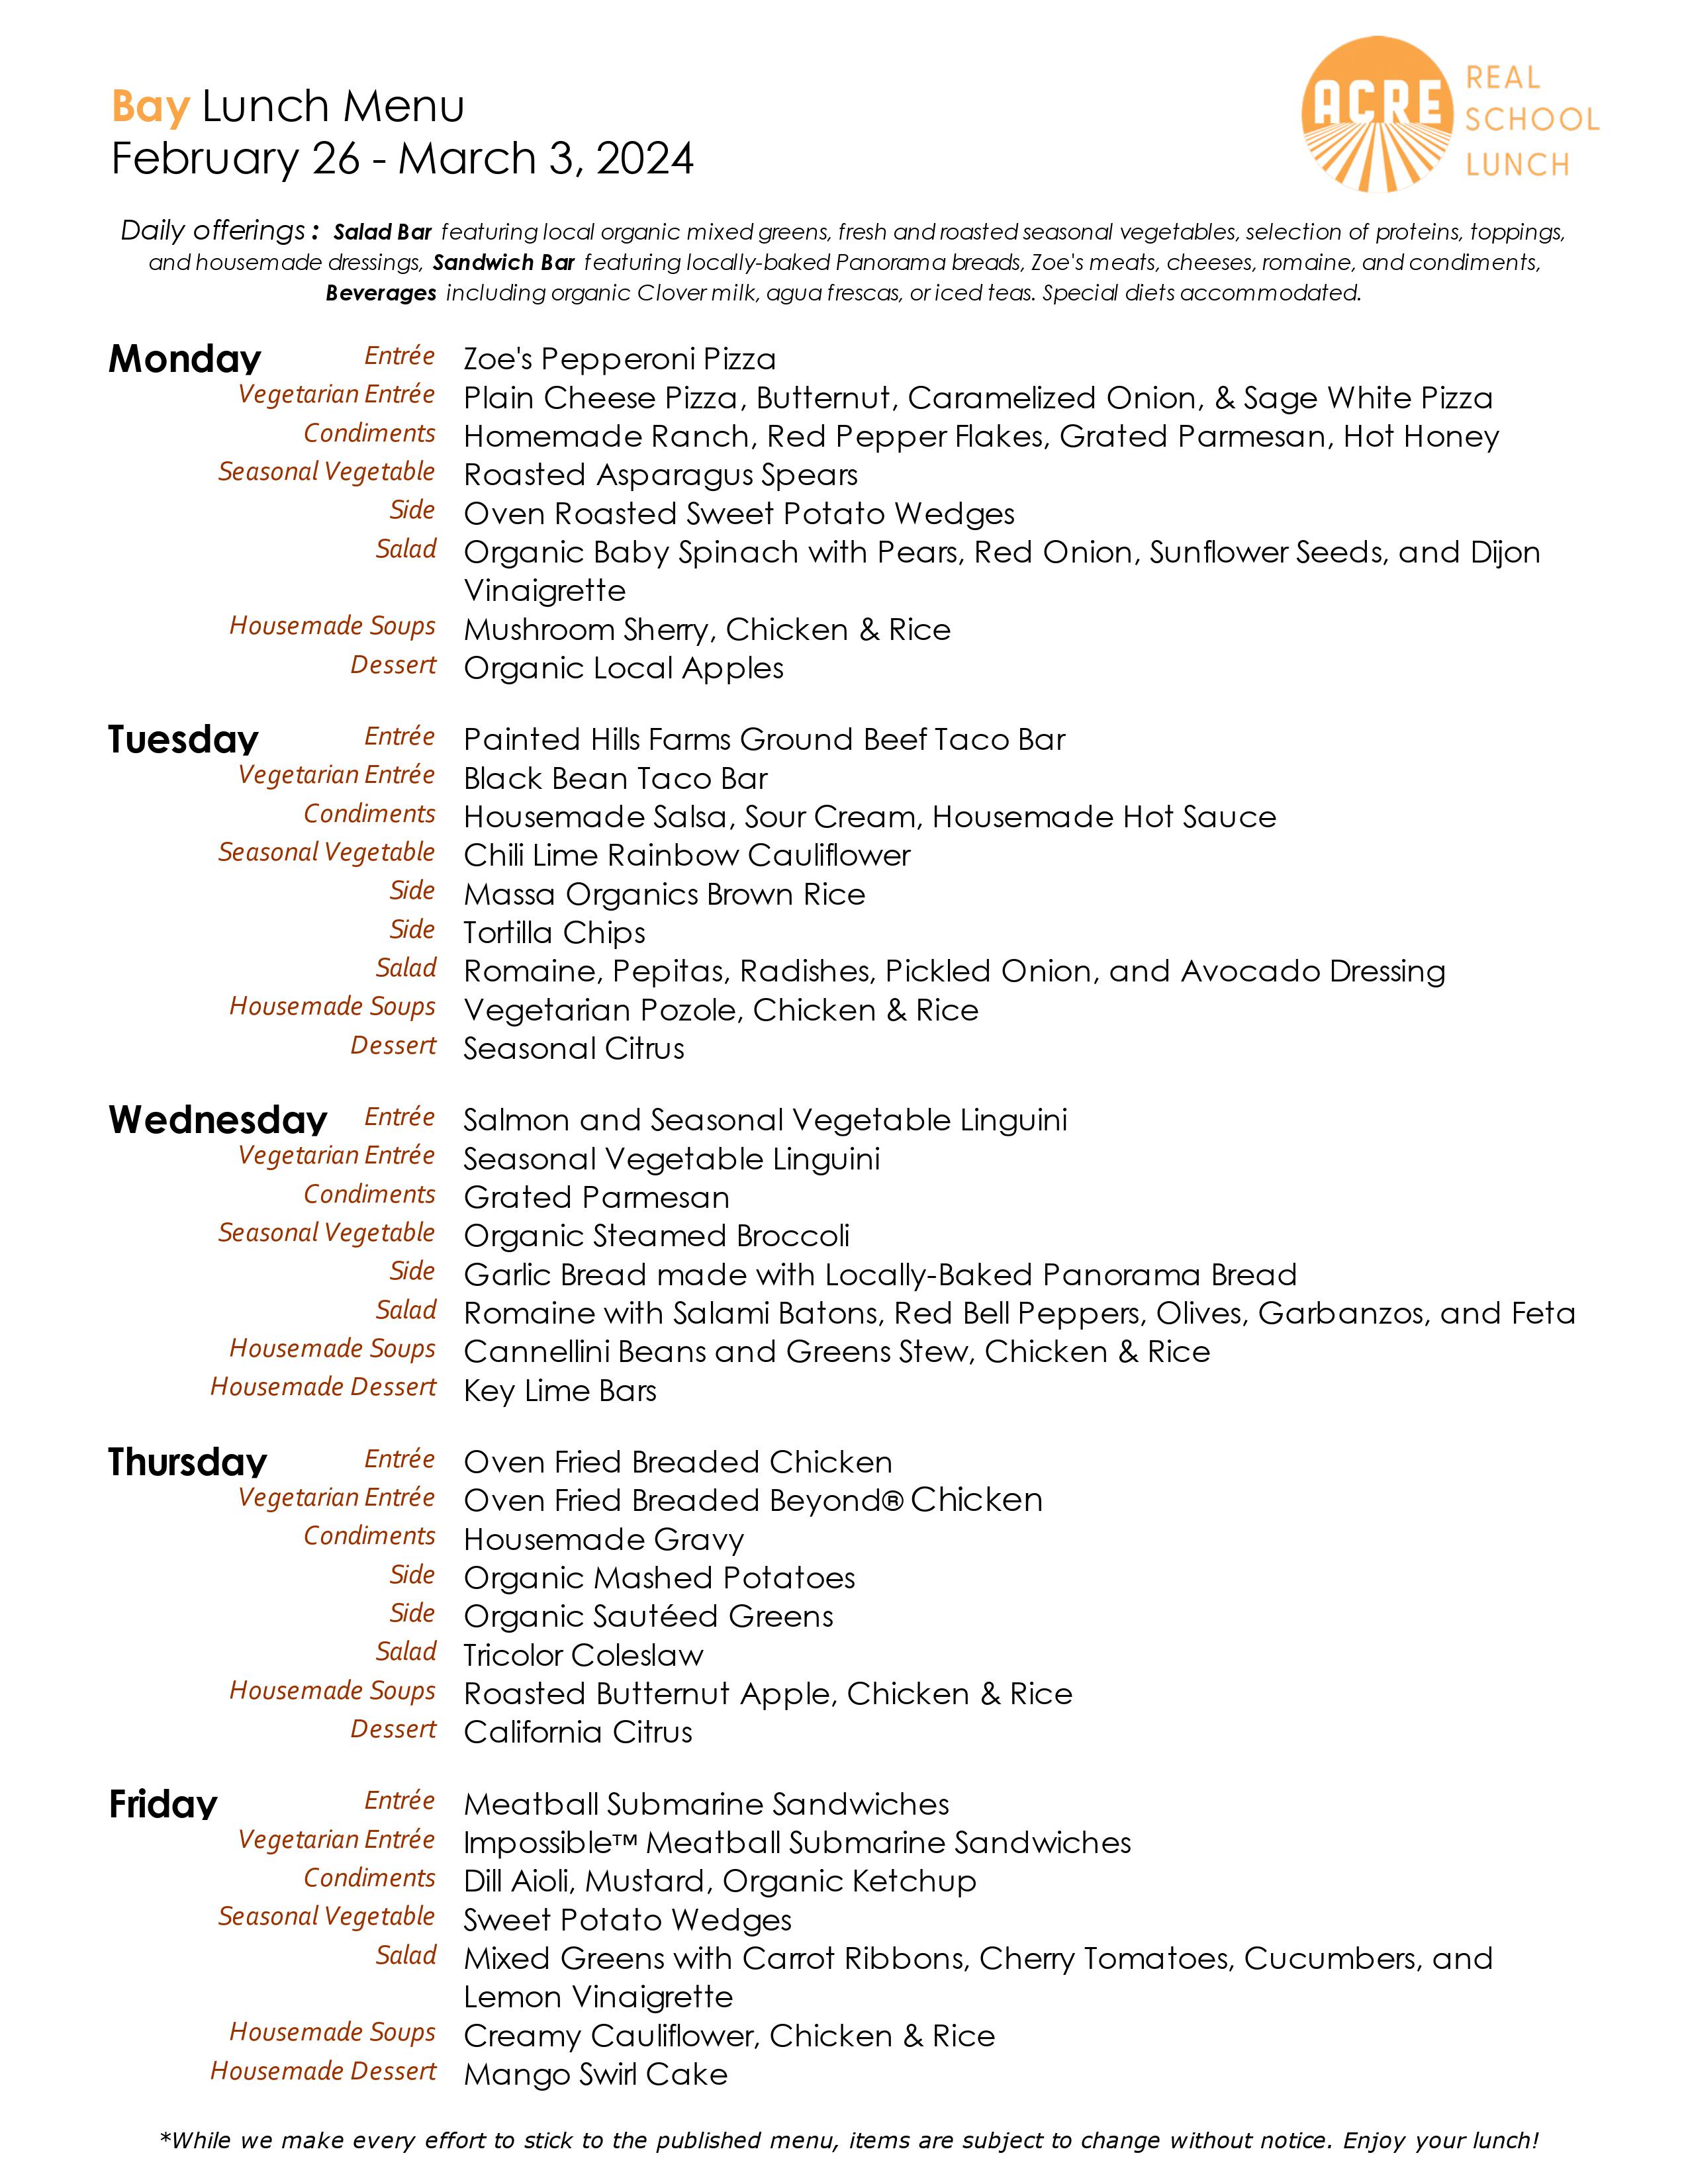 Bay Lunch Menu
February 26 - March 3, 2024
ACRE
REAL
SCHOOL
LUNCH
Daily offerings : Salad Bar featuring local organic mixed greens, fresh and roasted seasonal vegetables, selection of proteins, toppings,
and housemade dressings, Sandwich Bar featuring locally-baked Panorama breads, Zoe's meats, cheeses, romaine, and condiments,
Beverages including organic Clover milk, agua frescas, or iced teas. Special diets accommodated.
Monday Entrée Zoe's Pepperoni Pizza
Vegetarian Entrée Plain Cheese Pizza, Butternut, Caramelized Onion, & Sage White Pizza
Condiments Homemade Ranch, Red Pepper Flakes, Grated Parmesan, Hot Honey
Seasonal Vegetable Roasted Asparagus Spears
Side Oven Roasted Sweet Potato Wedges
Salad Organic Baby Spinach with Pears, Red Onion, Sunflower Seeds, and Dijon
Vinaigrette
Housemade Soups Mushroom Sherry, Chicken & Rice
Dessert Organic Local Apples
Tuesday Entrée Painted Hills Farms Ground Beef Taco Bar
Vegetarian Entrée Black Bean Taco Bar
Condiments Housemade Salsa, Sour Cream, Housemade Hot Sauce
Seasonal Vegetable Chili Lime Rainbow Cauliflower
Side Massa Organics Brown Rice
Side Tortilla Chips
Salad Romaine, Pepitas, Radishes, Pickled Onion, and Avocado Dressing
Housemade Soups Vegetarian Pozole, Chicken & Rice
Dessert Seasonal Citrus
Wednesday Entrée Salmon and Seasonal Vegetable Linguini
Vegetarian Entrée Seasonal Vegetable Linguini
Condiments Grated Parmesan
Seasonal Vegetable Organic Steamed Broccoli
Side Garlic Bread made with Locally-Baked Panorama Bread
Salad Romaine with Salami Batons, Red Bell Peppers, Olives, Garbanzos, and Feta
Housemade Soups Cannellini Beans and Greens Stew, Chicken & Rice
Housemade Dessert Key Lime Bars
Thursday Entrée Oven Fried Breaded Chicken
Vegetarian Entrée Oven Fried Breaded Beyond® Chicken
Condiments Housemade Gravy
Side Organic Mashed Potatoes
Side Organic Sautéed Greens
Salad Tricolor Coleslaw
Housemade Soups Roasted Butternut Apple, Chicken & Rice
Dessert California Citrus
Friday Entrée Meatball Submarine Sandwiches
Vegetarian Entrée Impossible™ Meatball Submarine Sandwiches
Condiments Dill Aioli, Mustard, Organic Ketchup
Seasonal Vegetable Sweet Potato Wedges
Salad Mixed Greens with Carrot Ribbons, Cherry Tomatoes, Cucumbers, and
Lemon Vinaigrette
Housemade Soups Creamy Cauliflower, Chicken & Rice
Housemade Dessert Mango Swirl Cake
*While we make every effort to stick to the published menu, items are subject to change without notice. Enjoy your lunch!